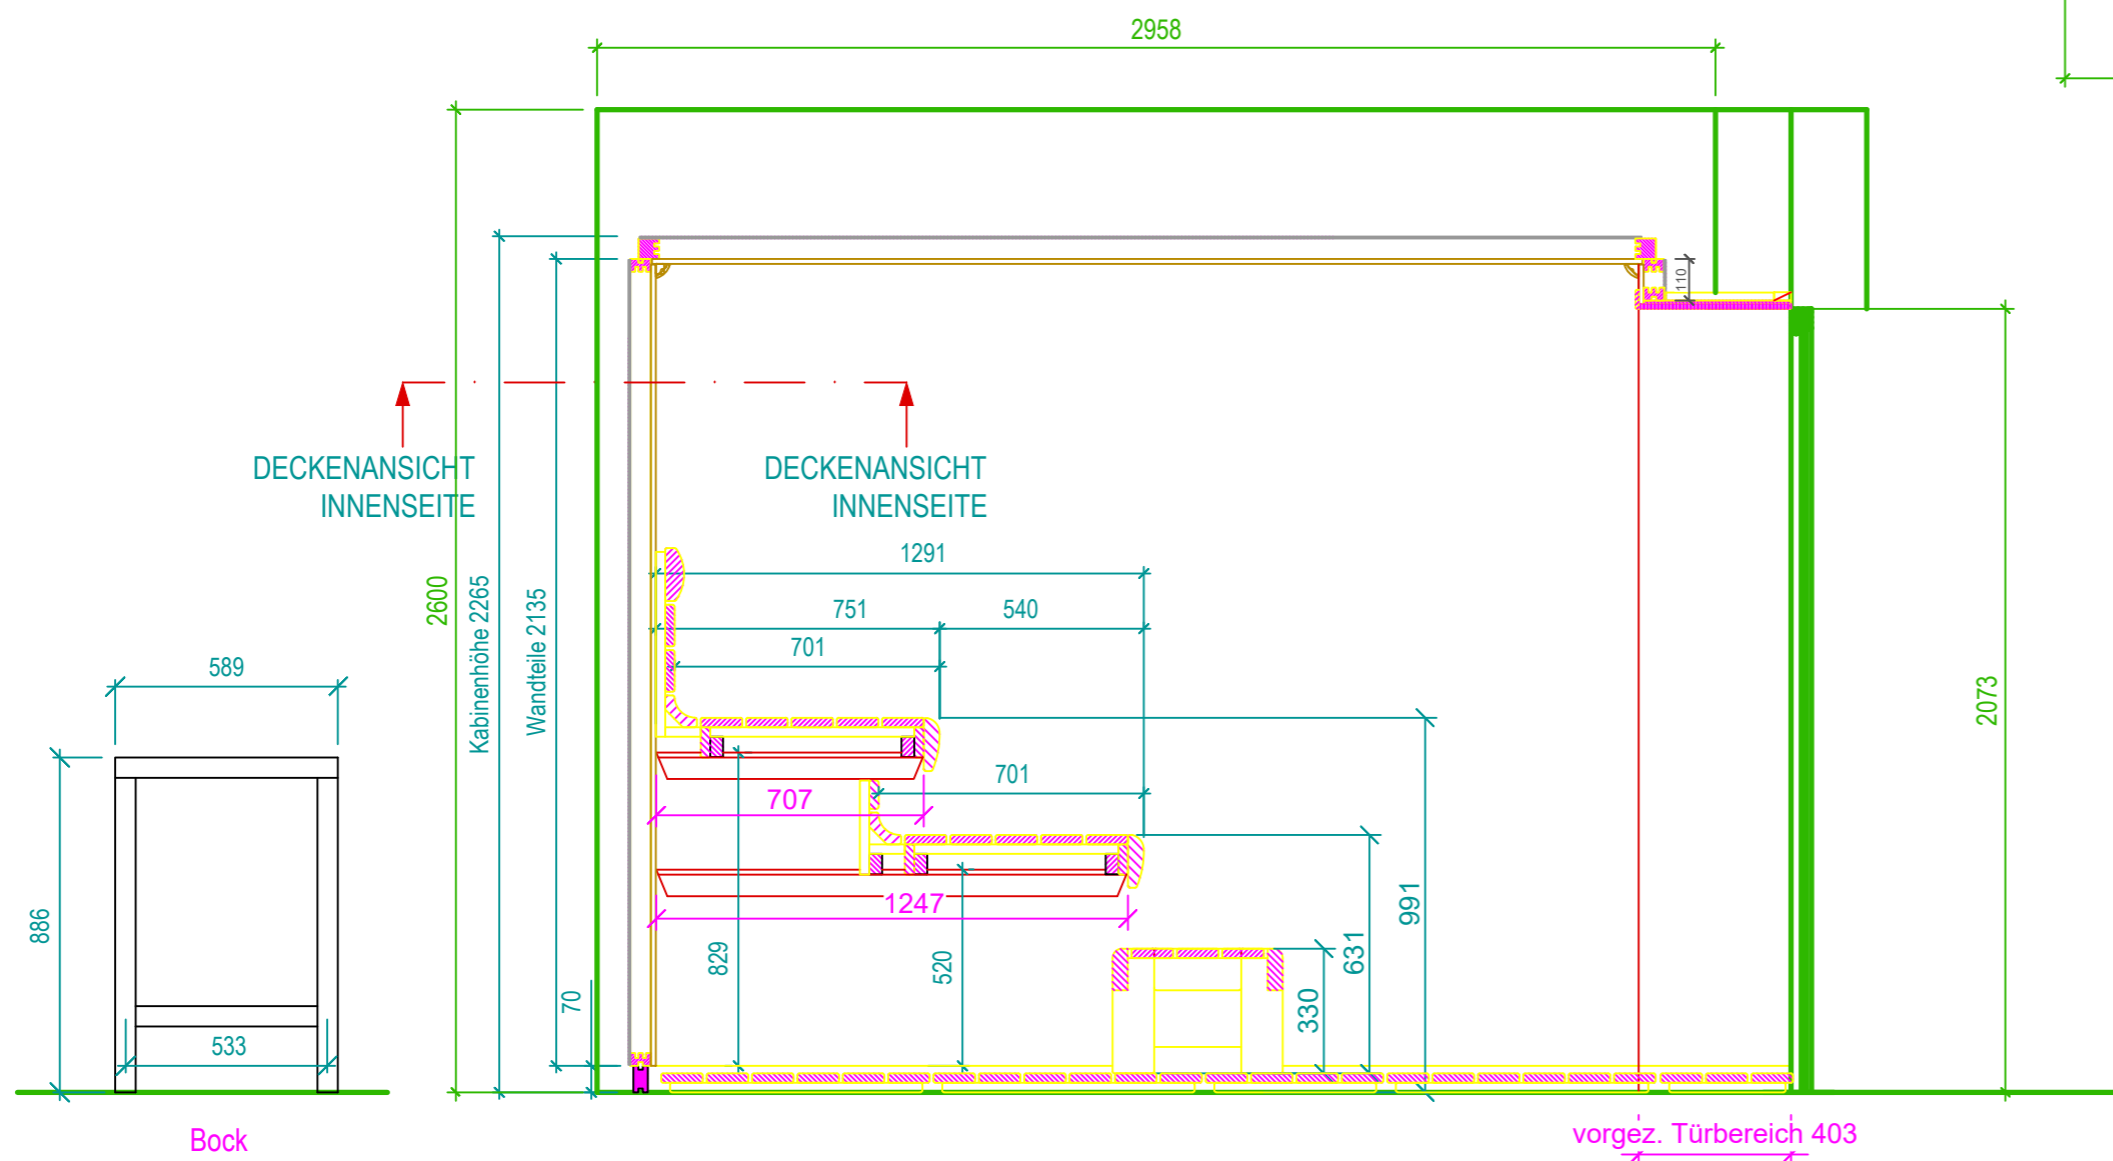 2958
110
DECKENANSICHT
INNENSEITE
DECKENANSICHT
INNENSEITE
2600
Kabinenhöhe 2265
Wandteile 2135
1291
751
540
701
589
2073
701
707
1247
886
829
520
991
631
330
70
533
Bock
vorgez. Türbereich 403